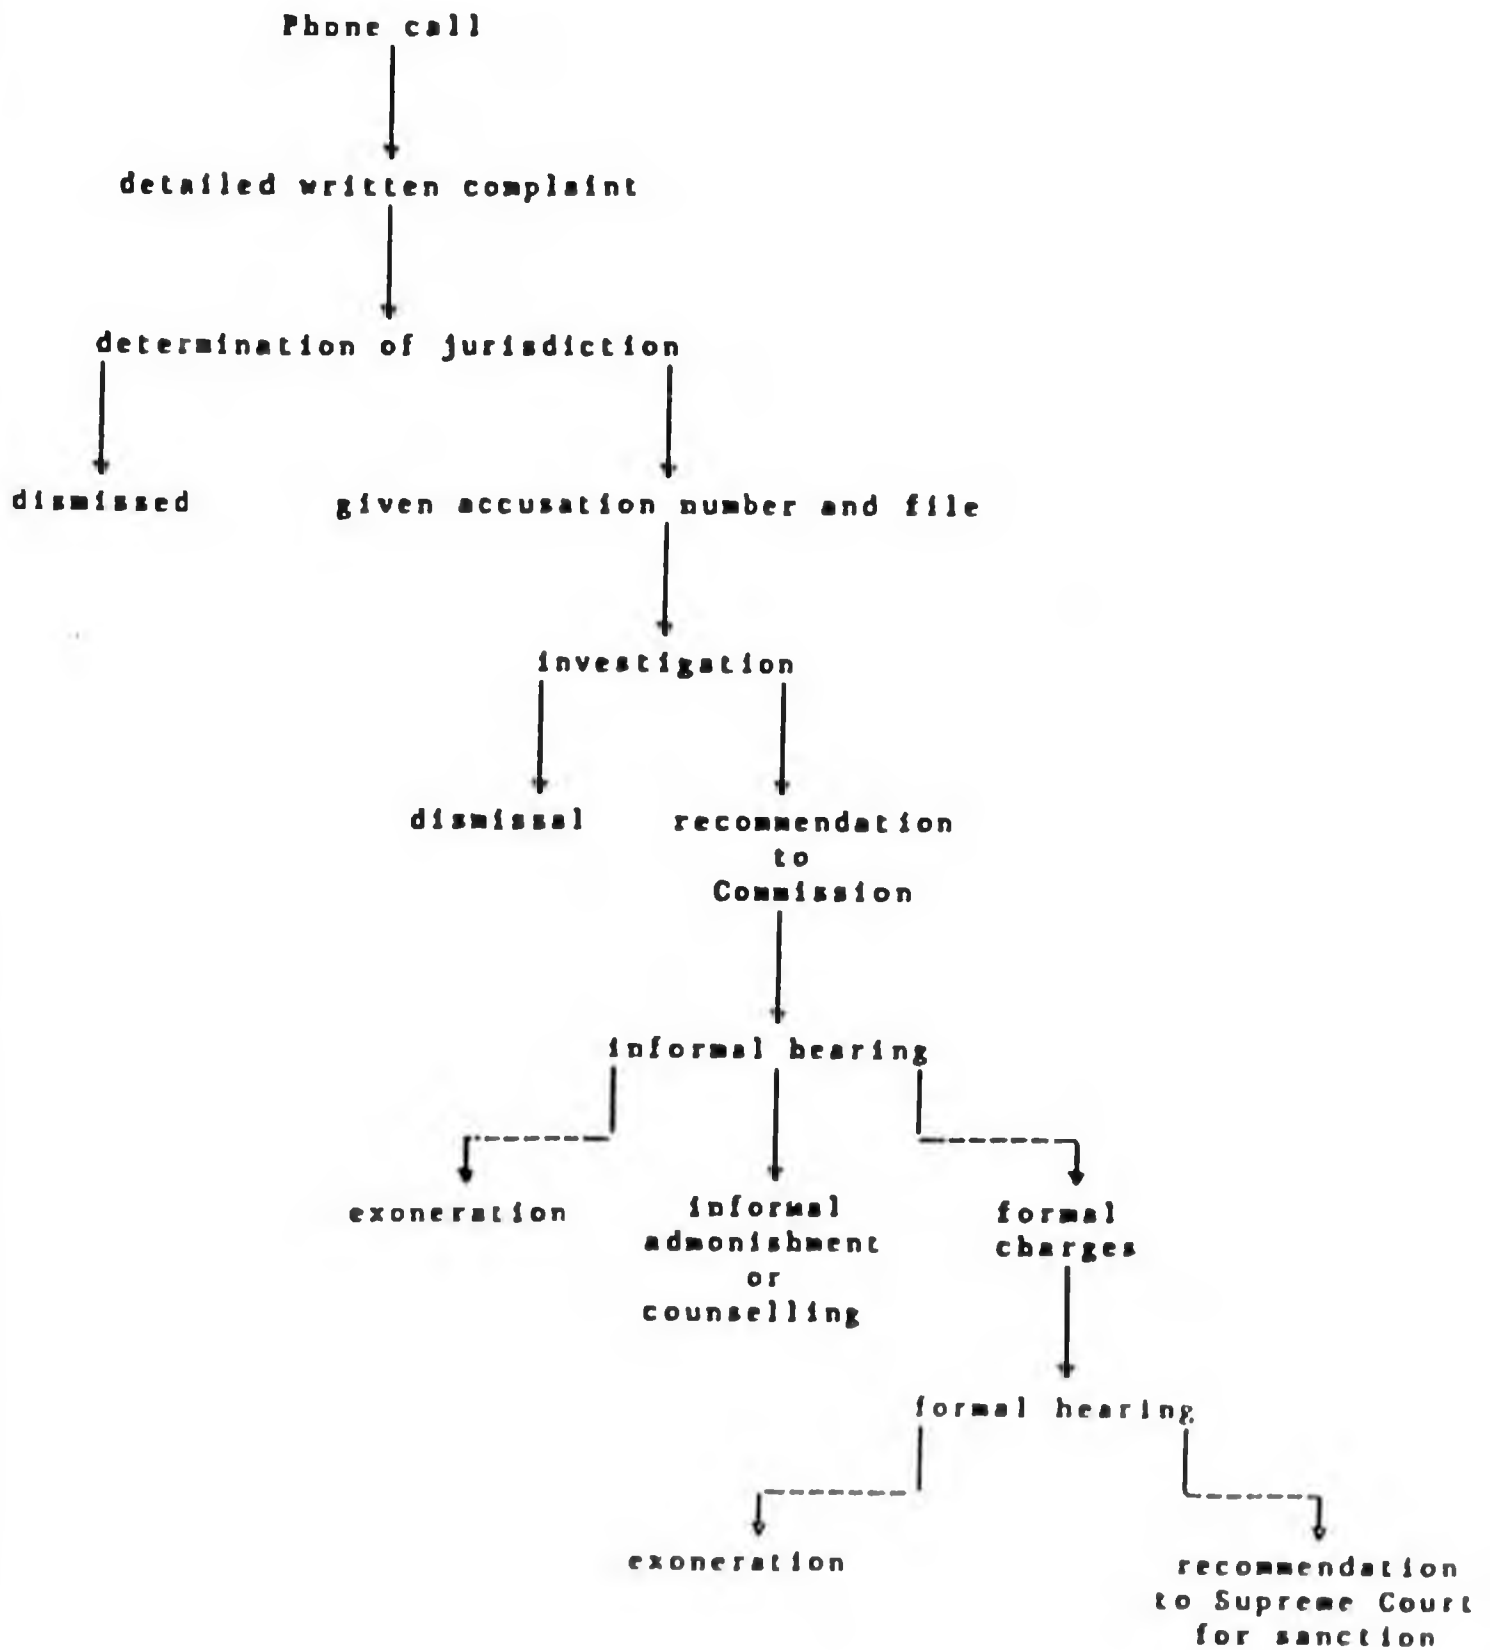 Phone call
detailed written complaint
determination of jurisdiction
dismissed
given accusation number and file
investigation
dismissal
recommendation
to
Commission
informal hearing
exoneration
informal
admonishment
or
counselling
formal
charges
formal hearing
exoneration
recommendation
to Supreme Court
for sanction